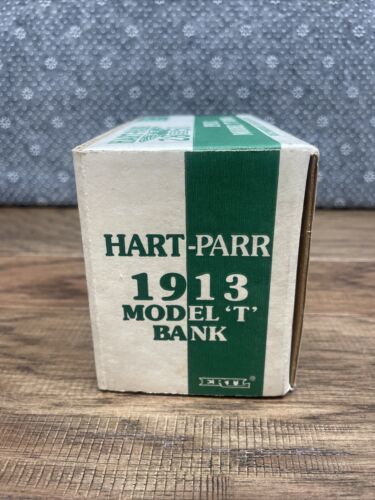 HART-PARR
1913
MODEL 'T'
BANK
ERTL®